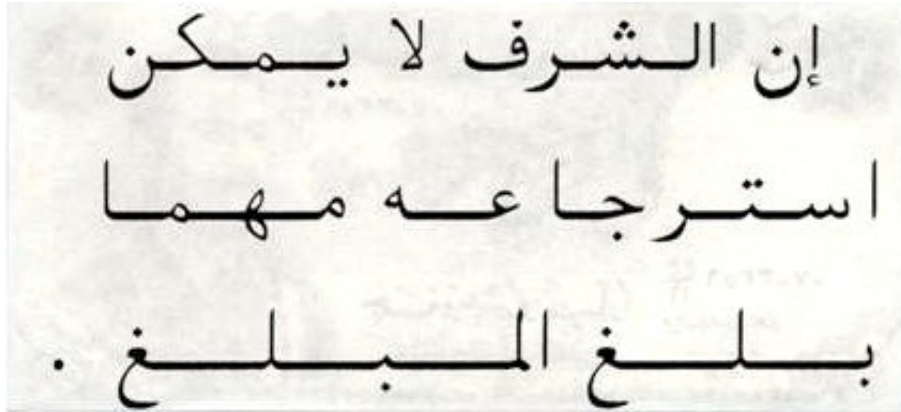 إن الشرف لا يمكن
استرجاعه مهما
بلغ المبلغ .